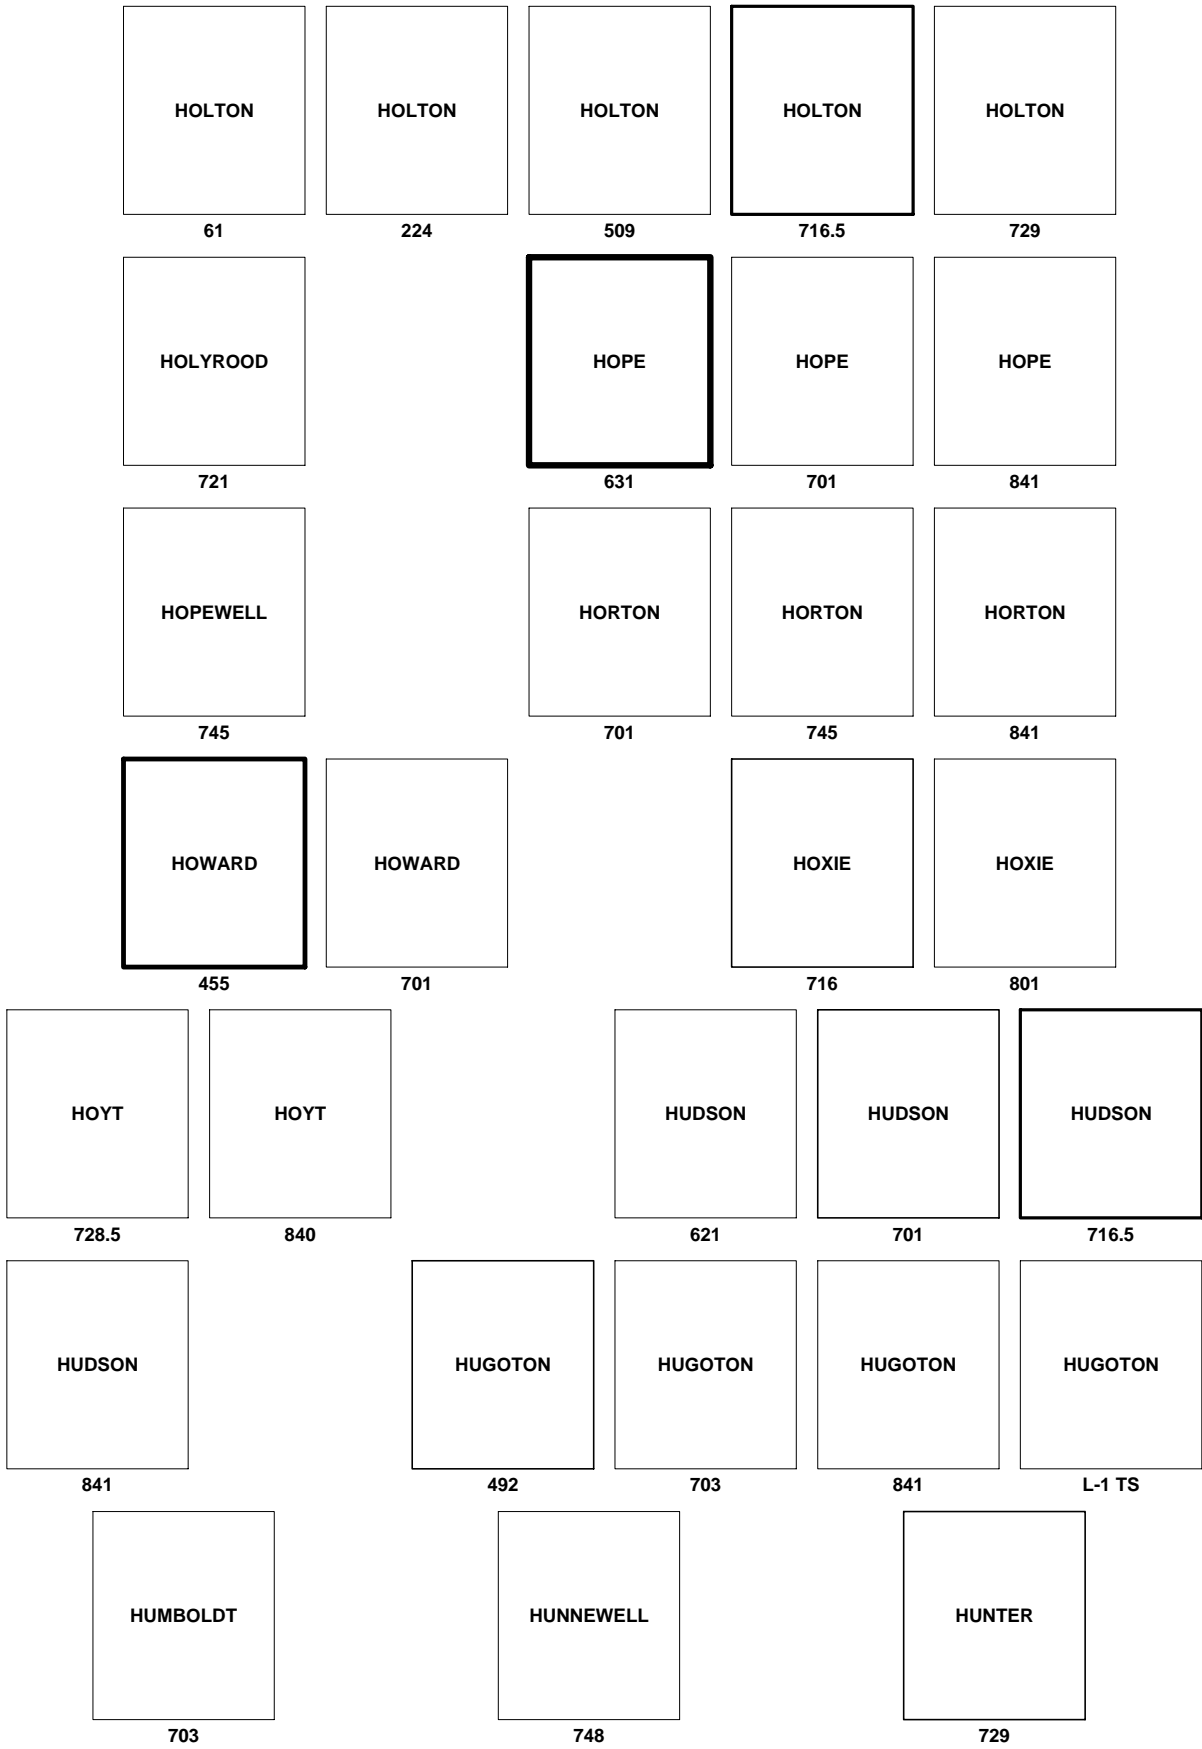 HOLTON HOLTON HOLTON HOLTON HOLTON
61 224 509 716.5 729
HOLYROOD HOPE HOPE HOPE
721 631 701 841
HOPEWELL HORTON HORTON HORTON
745 701 745 841
HOWARD HOWARD HOXIE HOXIE
455 701 716 801
HOYT HOYT HUDSON HUDSON HUDSON
728.5 840 621 701 716.5
HUDSON HUGOTON HUGOTON HUGOTON HUGOTON
841 492 703 841 L-1 TS
HUMBOLDT HUNNEWELL HUNTER
703 748 729